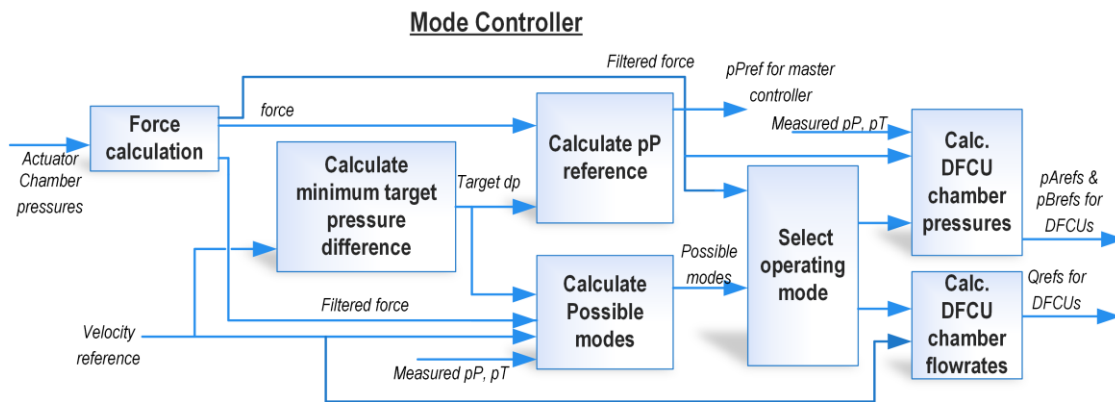 Mode Controller
Filtered force
pPref for master
controller
force
Force
calculation
Actuator
Chamber
pressures
Calculate
minimum target
pressure
difference
Target dp
Calculate pP
reference
Measured pP, pT
Calc.
DFCU
chamber
pressures
pArefs &
pBrefs for
DFCUs
Velocity
reference
Filtered force
Measured pP, pT
Calculate
Possible
modes
Possible
modes
Select
operating
mode
Calc.
DFCU
chamber
flowrates
Qrefs for
DFCUs